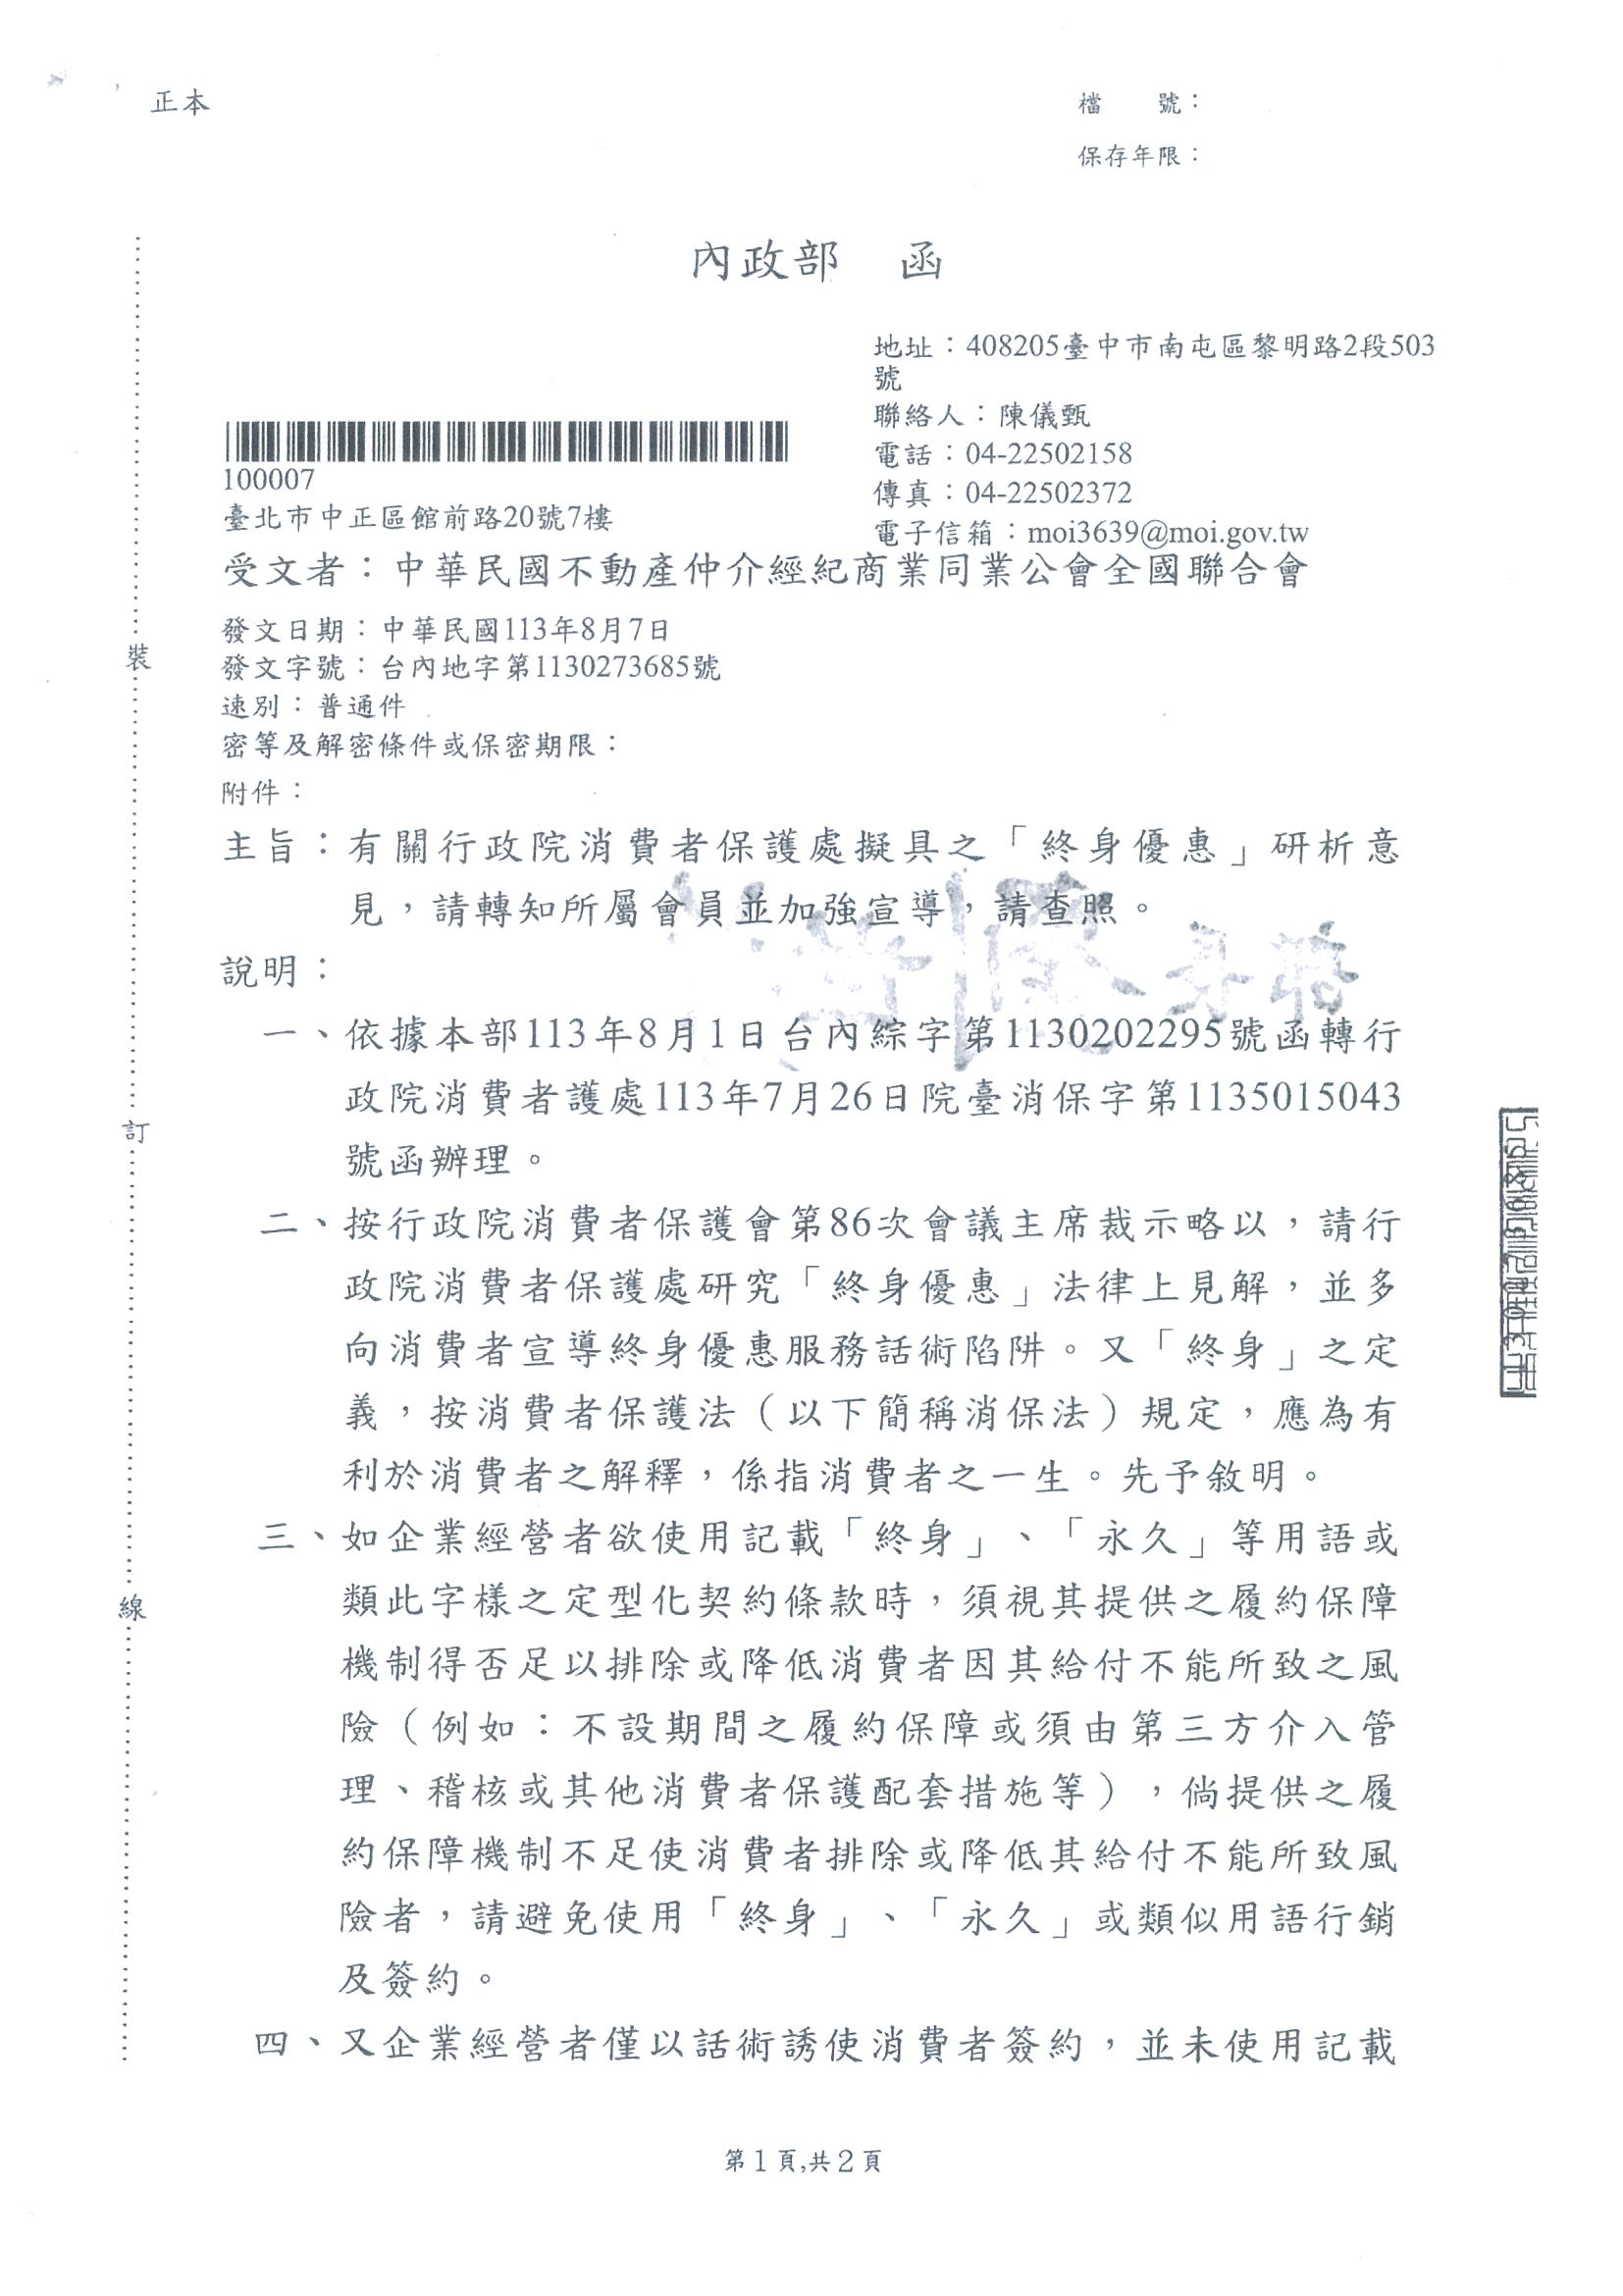 正本
檔　　號：
保存年限：
內政部　函
地址：408205臺中市南屯區黎明路2段503
號
聯絡人：陳儀甄
電話：04-22502158
傳真：04-22502372
電子信箱：moi3639@moi.gov.tw
100007
臺北市中正區館前路20號7樓
受文者：中華民國不動產仲介經紀商業同業公會全國聯合會
發文日期：中華民國113年8月7日
發文字號：台內地字第1130273685號
速別：普通件
密等及解密條件或保密期限：
附件：
主旨：有關行政院消費者保護處擬具之「終身優惠」研析意
見，請轉知所屬會員並加強宣導，請查照。
說明：
一、依據本部113年8月1日台內綜字第1130202295號函轉行
政院消費者護處113年7月26日院臺消保字第1135015043
號函辦理。
二、按行政院消費者保護會第86次會議主席裁示略以，請行
政院消費者保護處研究「終身優惠」法律上見解，並多
向消費者宣導終身優惠服務話術陷阱。又「終身」之定
義，按消費者保護法（以下簡稱消保法）規定，應為有
利於消費者之解釋，係指消費者之一生。先予敘明。
三、如企業經營者欲使用記載「終身」、「永久」等用語或
類此字樣之定型化契約條款時，須視其提供之履約保障
機制得否足以排除或降低消費者因其給付不能所致之風
險（例如：不設期間之履約保障或須由第三方介入管
理、稽核或其他消費者保護配套措施等），倘提供之履
約保障機制不足使消費者排除或降低其給付不能所致風
險者，請避免使用「終身」、「永久」或類似用語行銷
及簽約。
四、又企業經營者僅以話術誘使消費者簽約，並未使用記載
裝
訂
線
第1頁,共2頁